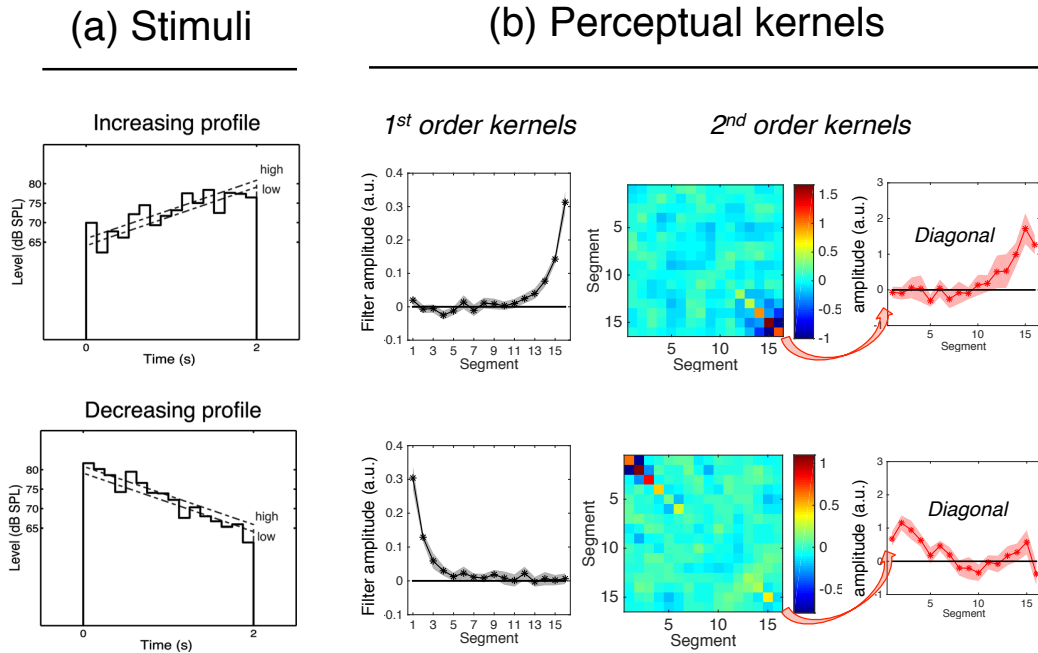 (a) Stimuli
(b) Perceptual kernels
Increasing profile
1st order kernels
2nd order kernels
high
low
80
75
70
65
Level (dB SPL)
0
2
Time (s)
0.4
0.3
0.2
0.1
0
-0.1
Filter amplitude (a.u.)
1 3 5 7 9 11 13 15
Segment
5
10
15
Segment
5 10 15
Segment
1.5
1
0.5
0
-0.5
-1
3
2
1
0
-1
amplitude (a.u.)
Diagonal
5 10 15
Segment
Decreasing profile
high
low
80
75
70
65
Level (dB SPL)
0
2
Time (s)
0.4
0.3
0.2
0.1
0
-0.1
Filter amplitude (a.u.)
1 3 5 7 9 11 13 15
Segment
5
10
15
Segment
5 10 15
Segment
1
0.5
0
-0.5
3
2
1
0
-1
amplitude (a.u.)
Diagonal
5 10 15
Segment